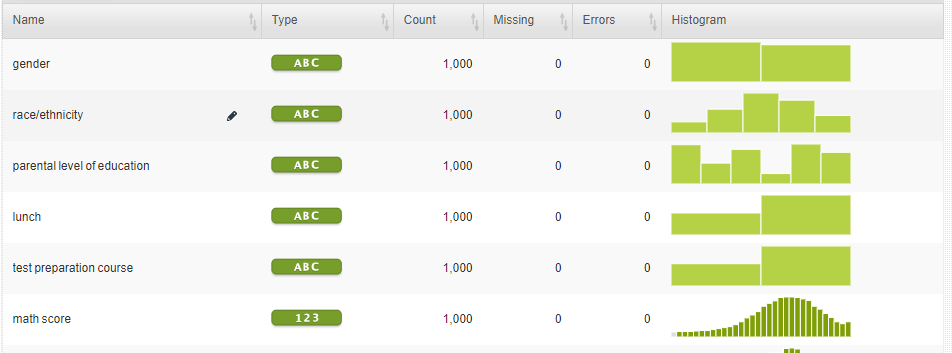 Name Type Count Missing Errors Histogram
gender ABC 1,000 0 0
race/ethnicity ABC 1,000 0 0
parental level of education ABC 1,000 0 0
lunch ABC 1,000 0 0
test preparation course ABC 1,000 0 0
math score 123 1,000 0 0